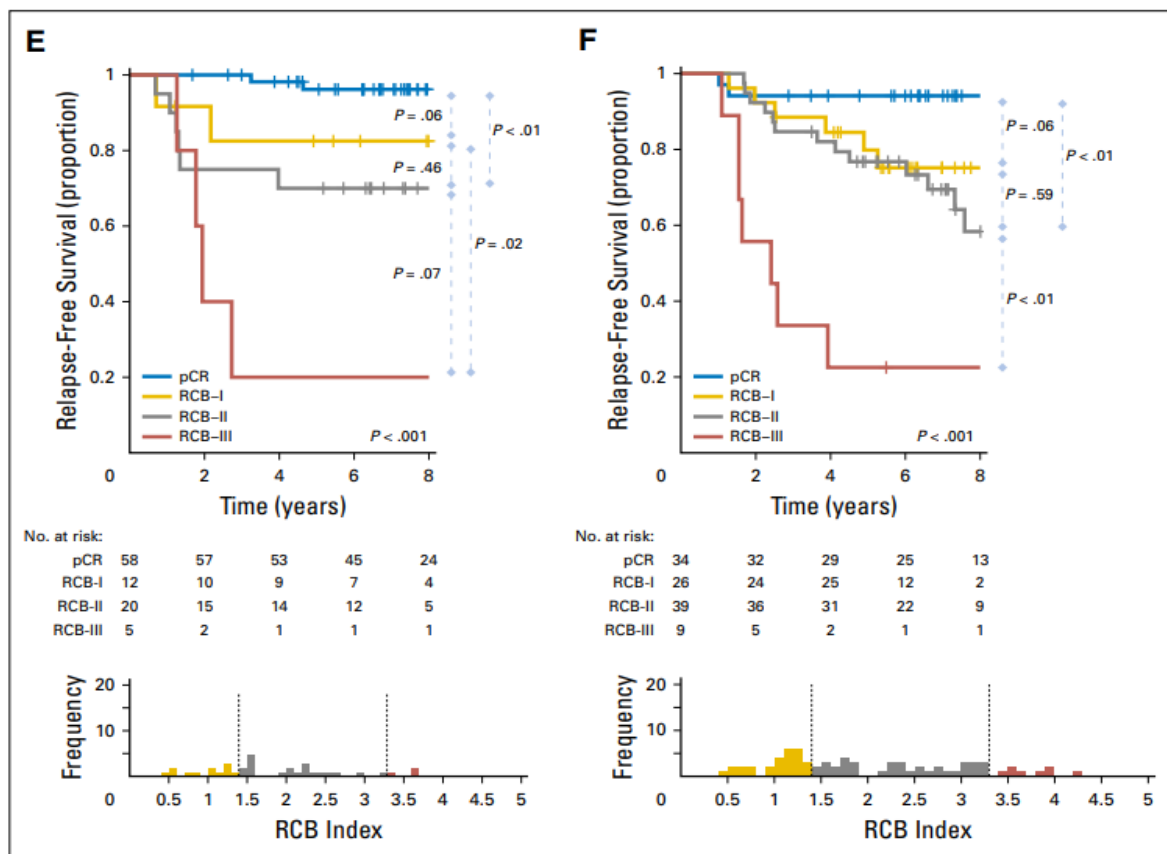 E
Relapse-Free Survival (proportion)
1
0.8
0.6
0.4
0.2
0
2
4
6
8
Time (years)
pCR
RCB–I
RCB–II
RCB–III
P < .001
P = .06
P < .01
P = .46
P = .02
P = .07
No. at risk:
pCR 58 57 53 45 24
RCB-I 12 10 9 7 4
RCB-II 20 15 14 12 5
RCB-III 5 2 1 1 1
Frequency
20
10
0 0.5 1 1.5 2 2.5 3 3.5 4 4.5 5
RCB Index
F
Relapse-Free Survival (proportion)
1
0.8
0.6
0.4
0.2
0
2
4
6
8
Time (years)
pCR
RCB–I
RCB–II
RCB–III
P < .001
P = .06
P < .01
P = .59
P < .01
No. at risk:
pCR 34 32 29 25 13
RCB-I 26 24 25 12 2
RCB-II 39 36 31 22 9
RCB-III 9 5 2 1 1
Frequency
20
10
0 0.5 1 1.5 2 2.5 3 3.5 4 4.5 5
RCB Index